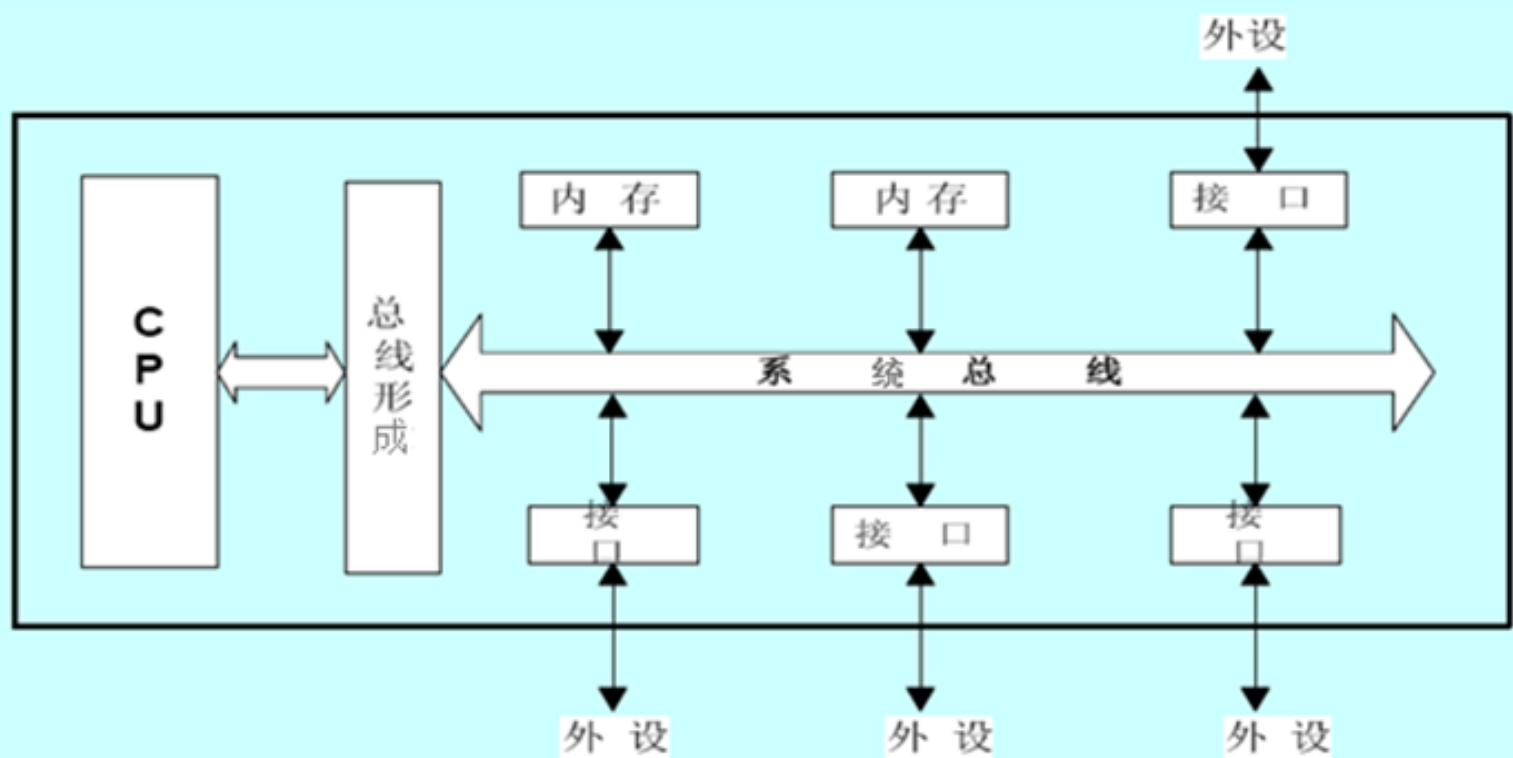 外设
内 存
内 存
接 口
CPU
总线形成
系 统 总 线
接口
接 口
接口
外 设
外 设
外 设